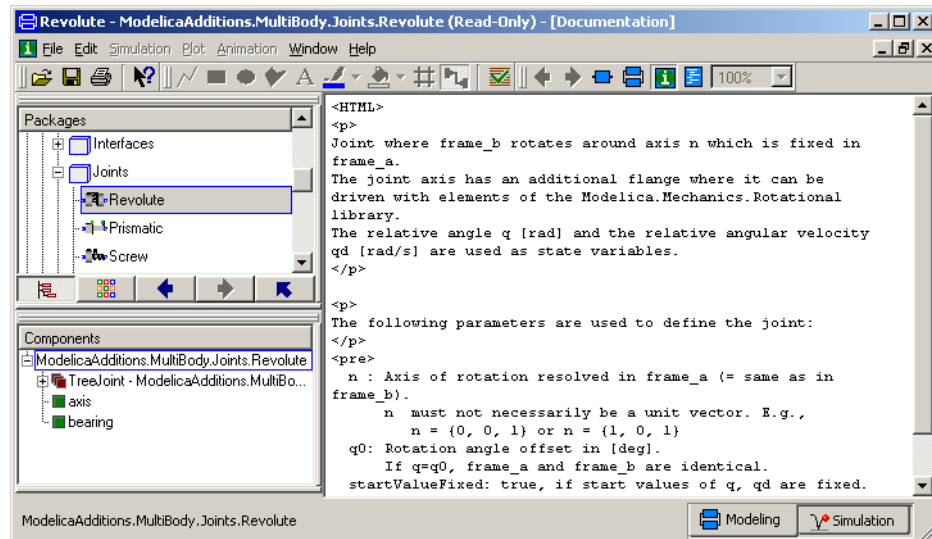 Revolute - ModelicaAdditions.MultiBody.Joints.Revolute (Read-Only) - [Documentation]
File Edit Simulation Plot Animation Window Help
100%
Packages
Interfaces
Joints
Revolute
Prismatic
Screw
Components
ModelicaAdditions.MultiBody.Joints.Revolute
TreeJoint - ModelicaAdditions.MultiBo...
axis
bearing
<HTML>
<p>
Joint where frame_b rotates around axis n which is fixed in
frame_a.
The joint axis has an additional flange where it can be
driven with elements of the Modelica.Mechanics.Rotational
library.
The relative angle q [rad] and the relative angular velocity
qd [rad/s] are used as state variables.
</p>
<p>
The following parameters are used to define the joint:
</p>
<pre>
n : Axis of rotation resolved in frame_a (= same as in
frame_b).
n must not necessarily be a unit vector. E.g.,
n = {0, 0, 1} or n = {1, 0, 1}
q0: Rotation angle offset in [deg].
If q=q0, frame_a and frame_b are identical.
startValueFixed: true, if start values of q, qd are fixed.
ModelicaAdditions.MultiBody.Joints.Revolute
Modeling
Simulation